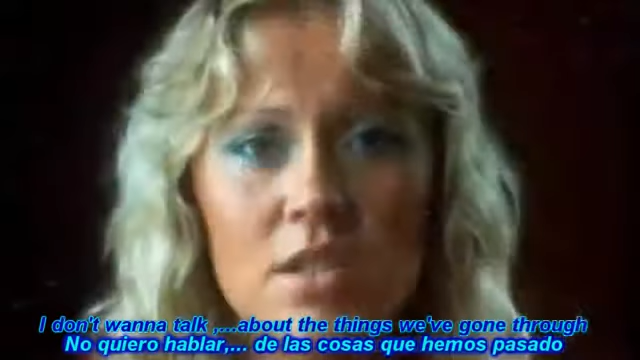 I don't wanna talk ,...about the things we've gone through
No quiero hablar,... de las cosas que hemos pasado